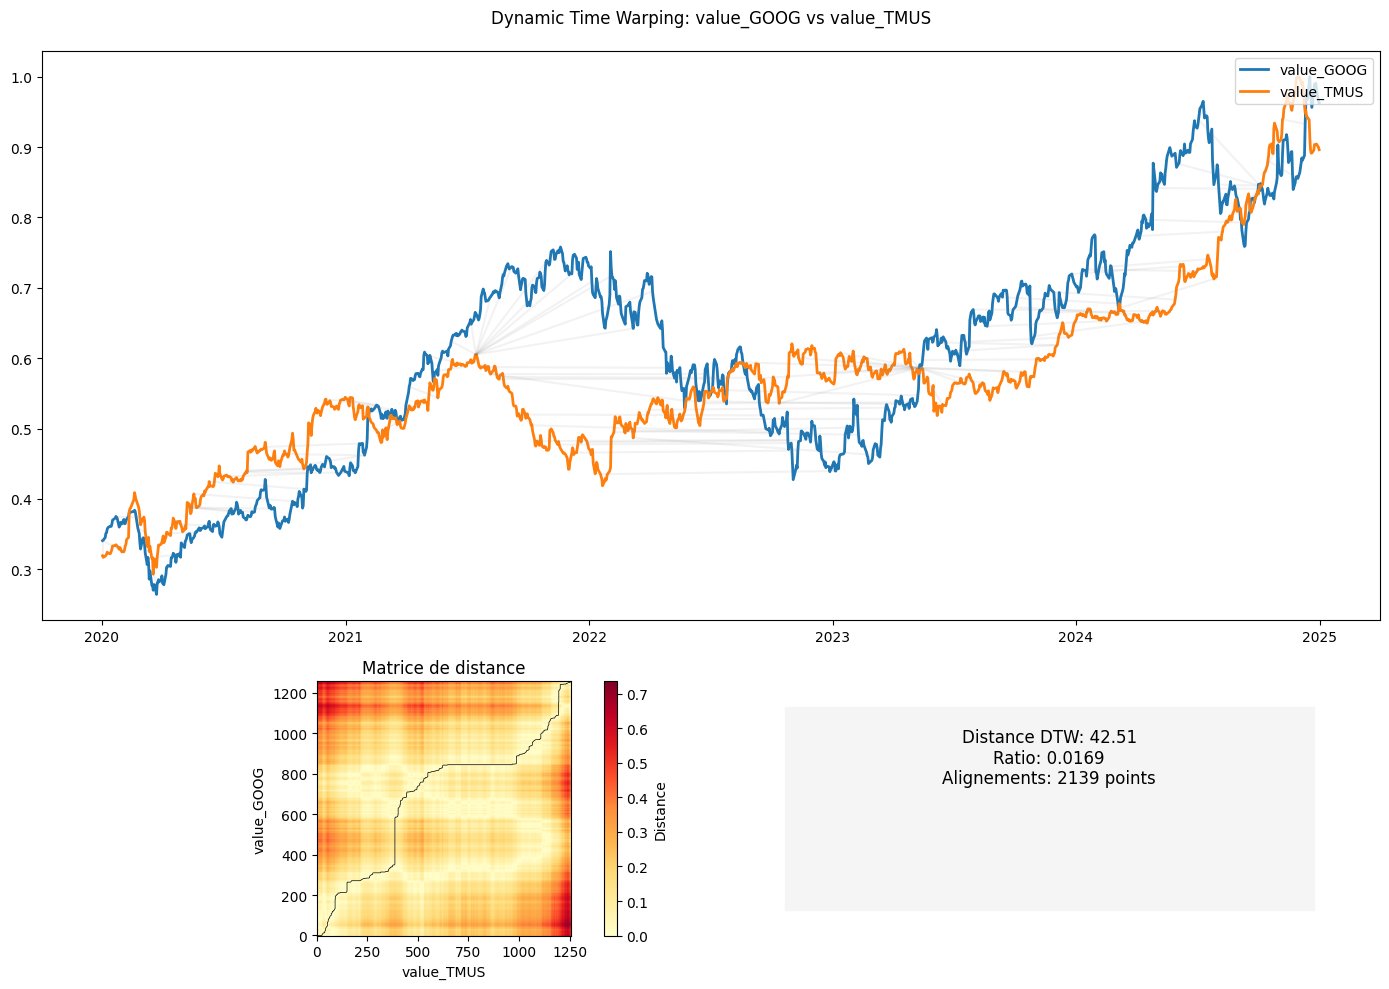 Dynamic Time Warping: value_GOOG vs value_TMUS
value_GOOG
value_TMUS
1.0
0.9
0.8
0.7
0.6
0.5
0.4
0.3
2020 2021 2022 2023 2024 2025
Matrice de distance
value_GOOG
1200
1000
800
600
400
200
0
0 250 500 750 1000 1250
value_TMUS
0.7
0.6
0.5
0.4
0.3
0.2
0.1
0.0
Distance
Distance DTW: 42.51
Ratio: 0.0169
Alignements: 2139 points